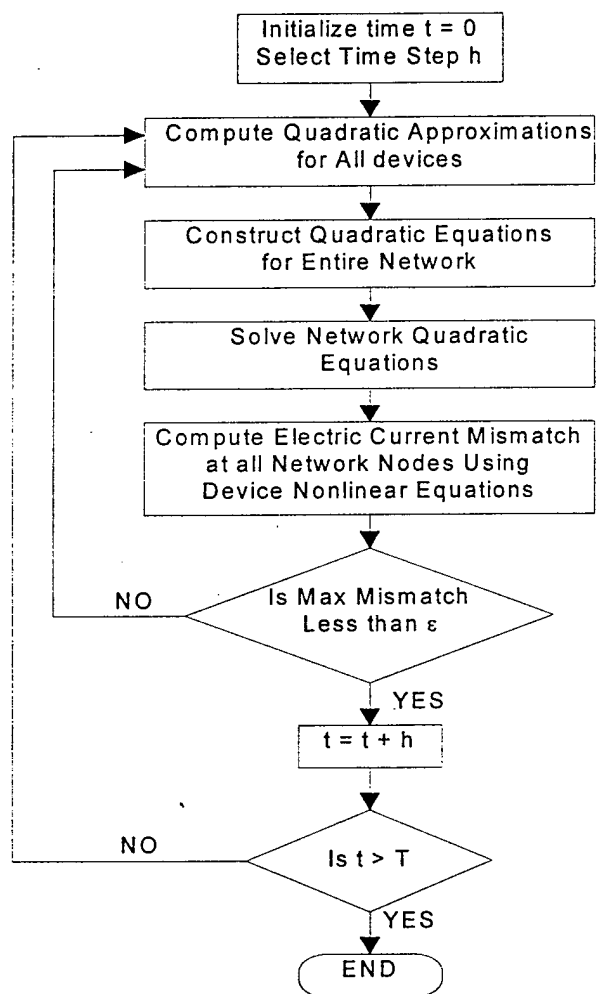 Initialize time t = 0
Select Time Step h
Compute Quadratic Approximations
for All devices
Construct Quadratic Equations
for Entire Network
Solve Network Quadratic
Equations
Compute Electric Current Mismatch
at all Network Nodes Using
Device Nonlinear Equations
Is Max Mismatch
Less than ε
NO
YES
t = t + h
NO
Is t > T
YES
END